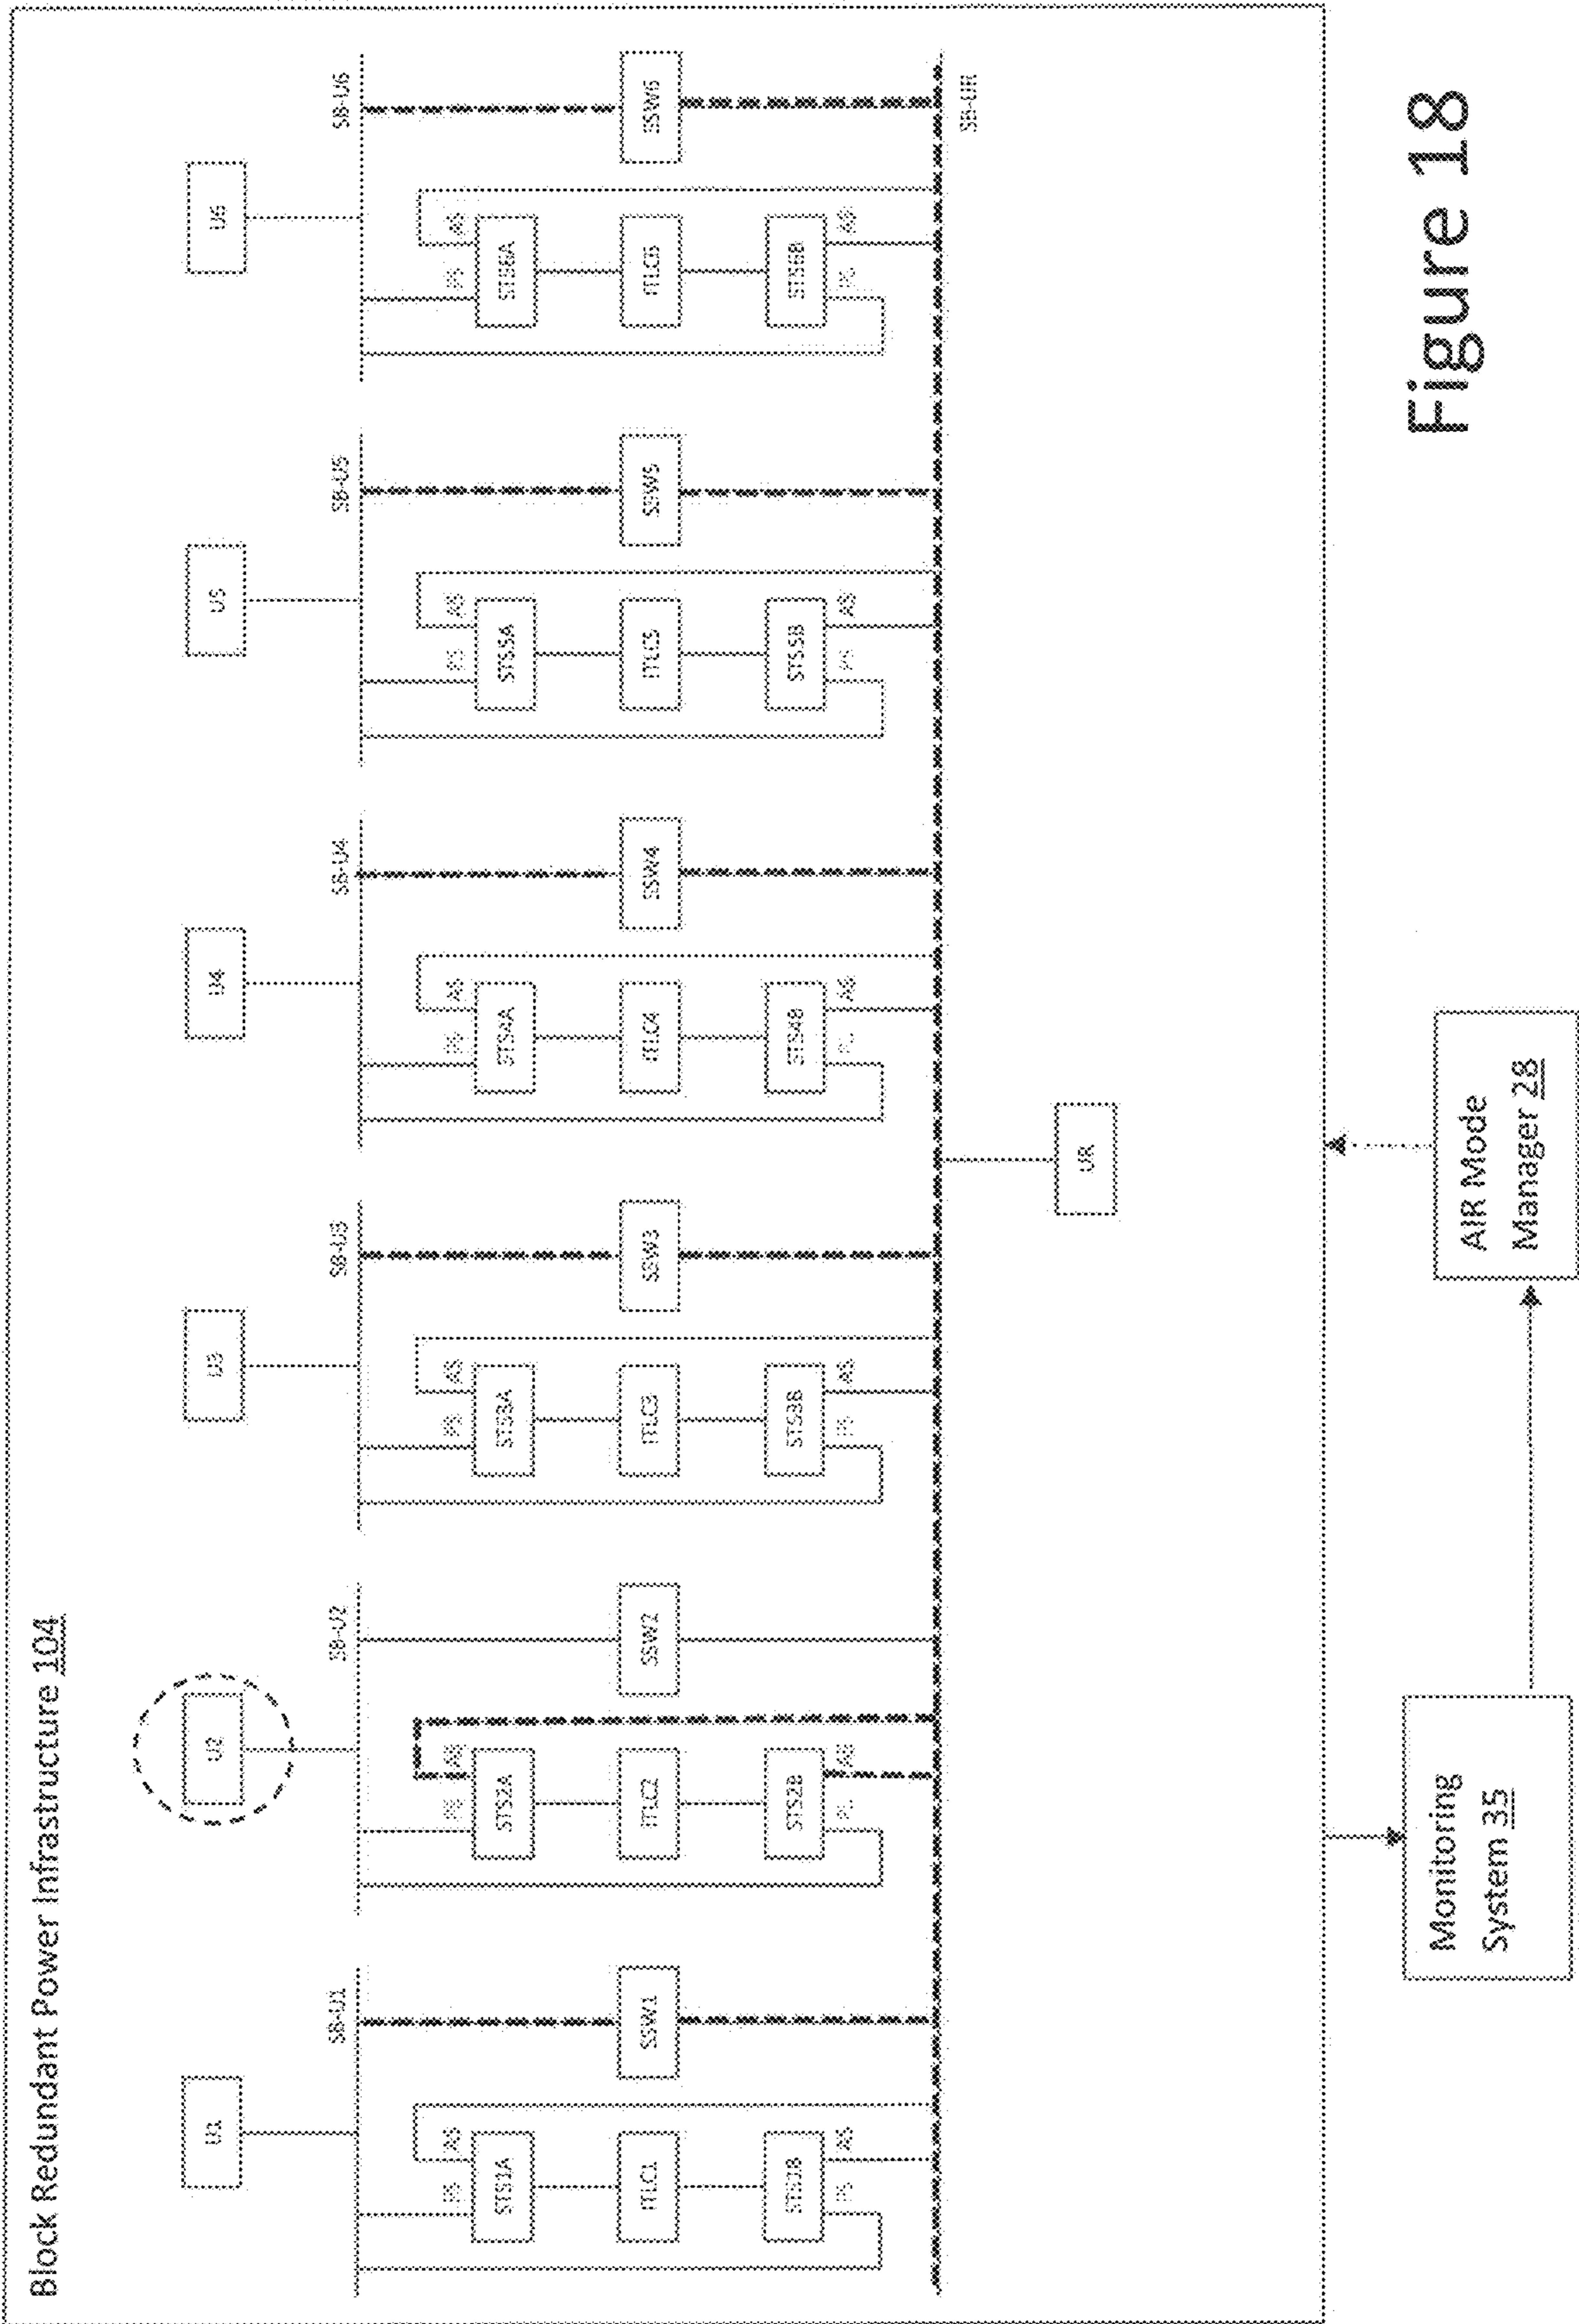 Block Redundant Power Infrastructure 104
U1
U2
U3
U4
U5
U6
SB-U1
SB-U2
SB-U3
SB-U4
SB-U5
SB-U6
PS AS
PS AS
PS AS
PS AS
PS AS
PS AS
STS1A
STS2A
STS3A
STS4A
STS5A
STS6A
ITLC1
SSW1
ITLC2
SSW2
ITLC3
SSW3
ITLC4
SSW4
ITLC5
SSW5
ITLC6
SSW6
STS1B
STS2B
STS3B
STS4B
STS5B
STS6B
PS AS
AS
PS AS
AS
PS AS
AS
SB-UR
UR
Monitoring
System 35
AIR Mode
Manager 28
Figure 18